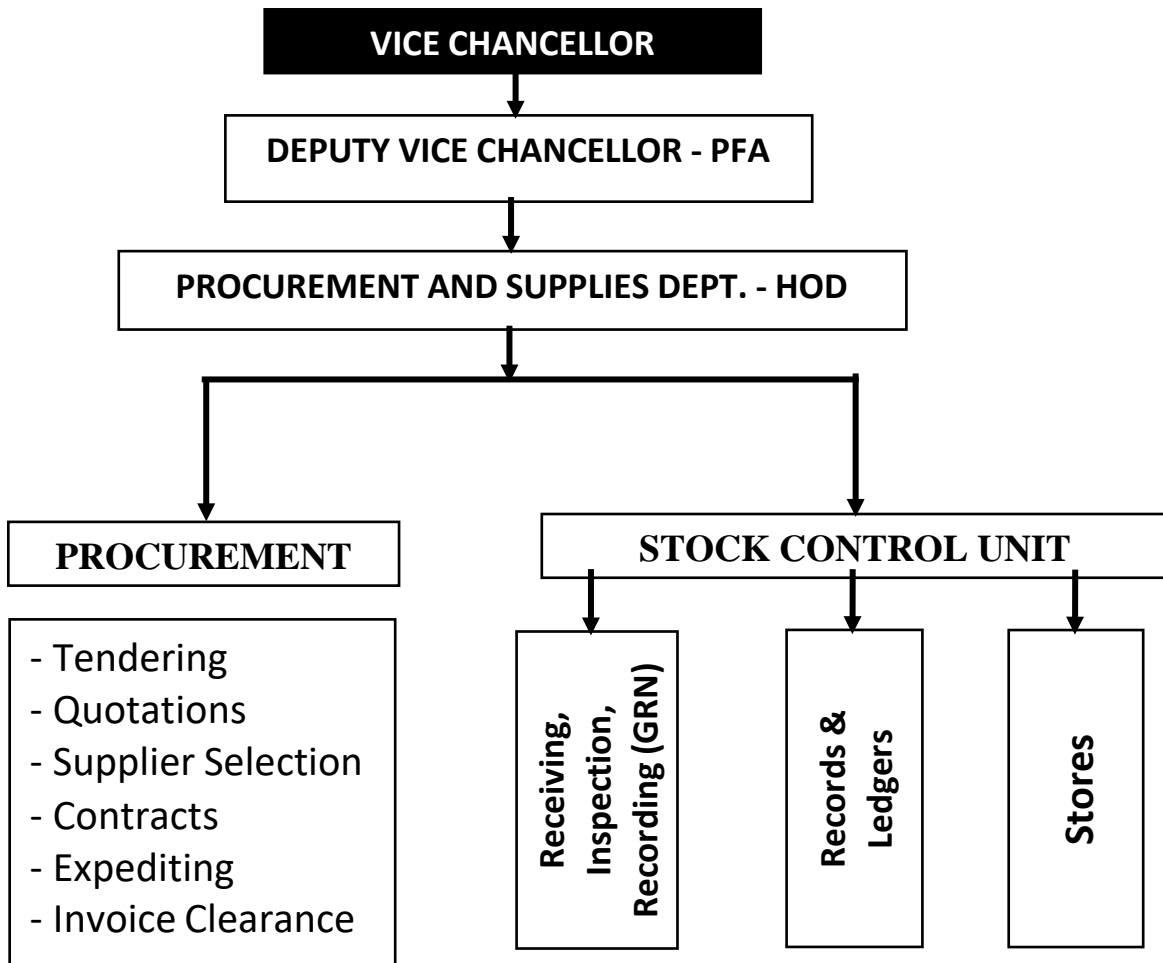 VICE CHANCELLOR
DEPUTY VICE CHANCELLOR - PFA
PROCUREMENT AND SUPPLIES DEPT. - HOD
PROCUREMENT
STOCK CONTROL UNIT
- Tendering
- Quotations
- Supplier Selection
- Contracts
- Expediting
- Invoice Clearance
Receiving,
Inspection,
Recording (GRN)
Records &
Ledgers
Stores